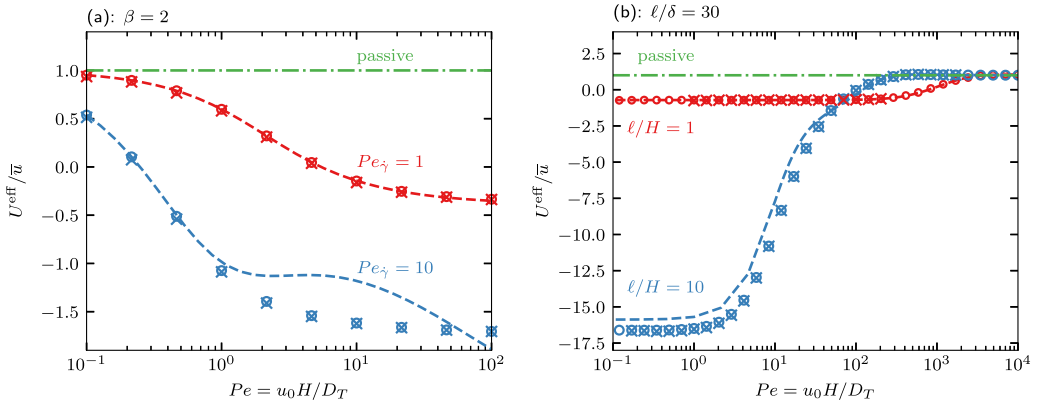 (a): β = 2
passive
Pe_γ̇ = 1
Pe_γ̇ = 10
U^eff/u̅
1.0
0.5
0.0
−0.5
−1.0
−1.5
10^−1 10^0 10^1 10^2
Pe = u_0H/D_T
(b): ℓ/δ = 30
passive
ℓ/H = 1
ℓ/H = 10
U^eff/u̅
2.5
0.0
−2.5
−5.0
−7.5
−10.0
−12.5
−15.0
−17.5
10^−1 10^0 10^1 10^2 10^3 10^4
Pe = u_0H/D_T